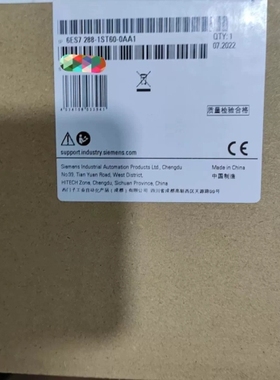 6ES7 288-1ST60-0AA1
QTY: 1
07.2022
质量检验合格
support.industry.siemens.com
Siemens Industrial Automation Products Ltd., Chengdu
Made in China
No.99, Tian Yuan Road, West District,
中国制造
HITECH Zone, Chengdu, Sichuan Province, China